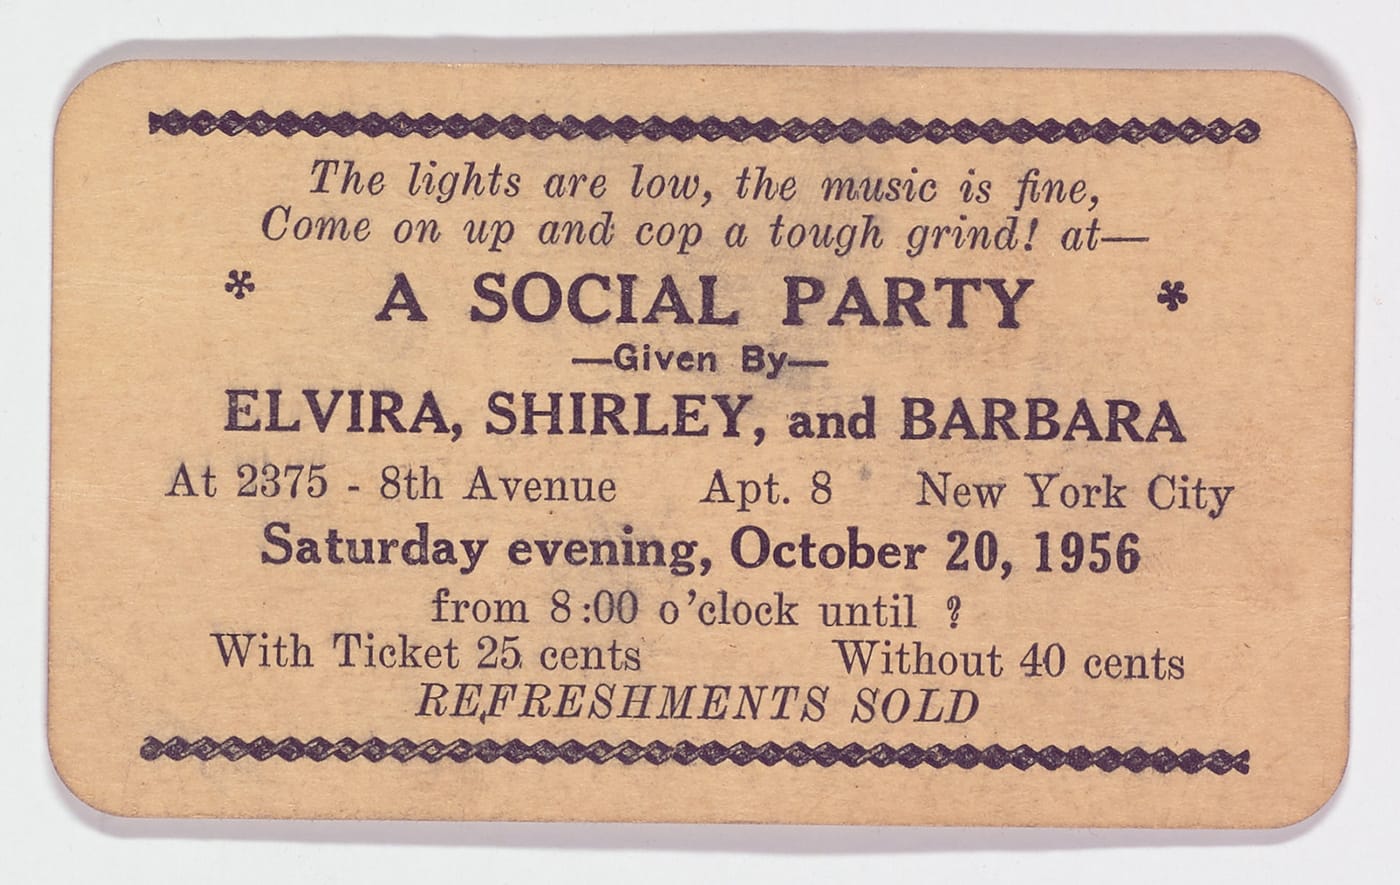 The lights are low, the music is fine,
Come on up and cop a tough grind! at—
* A SOCIAL PARTY *
—Given By—
ELVIRA, SHIRLEY, and BARBARA
At 2375 - 8th Avenue Apt. 8 New York City
Saturday evening, October 20, 1956
from 8:00 o'clock until ?
With Ticket 25 cents Without 40 cents
REFRESHMENTS SOLD